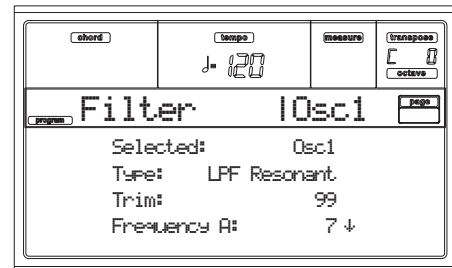 chord tempo measure transpose
♩= 120 C 0
octave
program Filter |Osc1 page
Selected: Osc1
Type: LPF Resonant
Trim: 99
Frequency A: 7 ↓